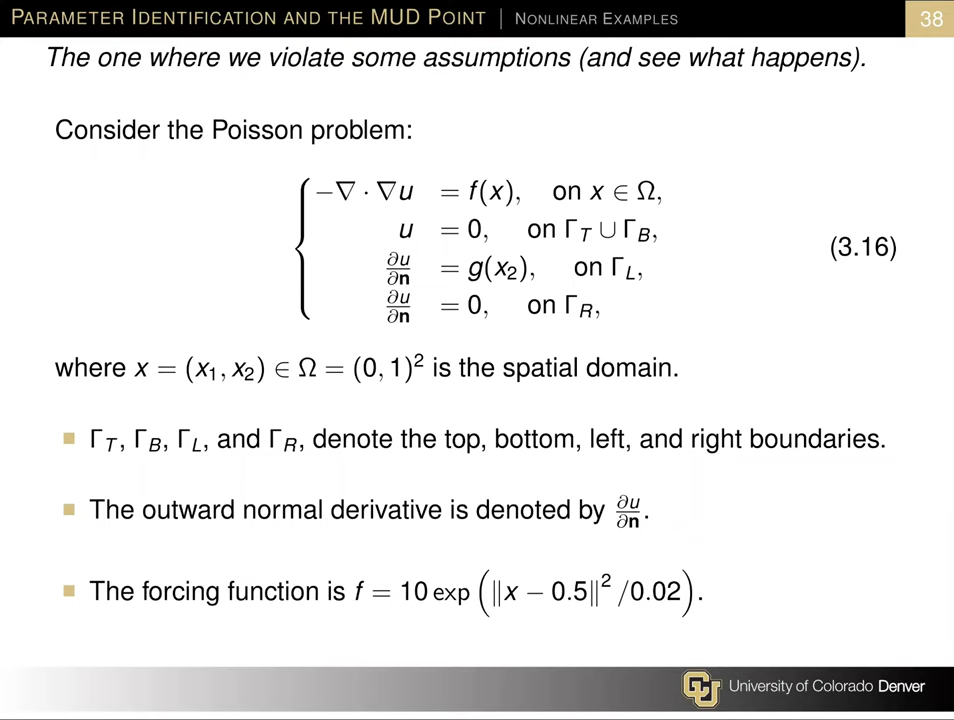 PARAMETER IDENTIFICATION AND THE MUD POINT | NONLINEAR EXAMPLES 38
The one where we violate some assumptions (and see what happens).
Consider the Poisson problem:
−∇ · ∇u = f(x), on x ∈ Ω,
u = 0, on Γ_T ∪ Γ_B,
∂u/∂n = g(x₂), on Γ_L,
∂u/∂n = 0, on Γ_R,
(3.16)
where x = (x₁, x₂) ∈ Ω = (0, 1)² is the spatial domain.
■ Γ_T, Γ_B, Γ_L, and Γ_R, denote the top, bottom, left, and right boundaries.
■ The outward normal derivative is denoted by ∂u/∂n.
■ The forcing function is f = 10 exp (‖x − 0.5‖² /0.02).
University of Colorado Denver